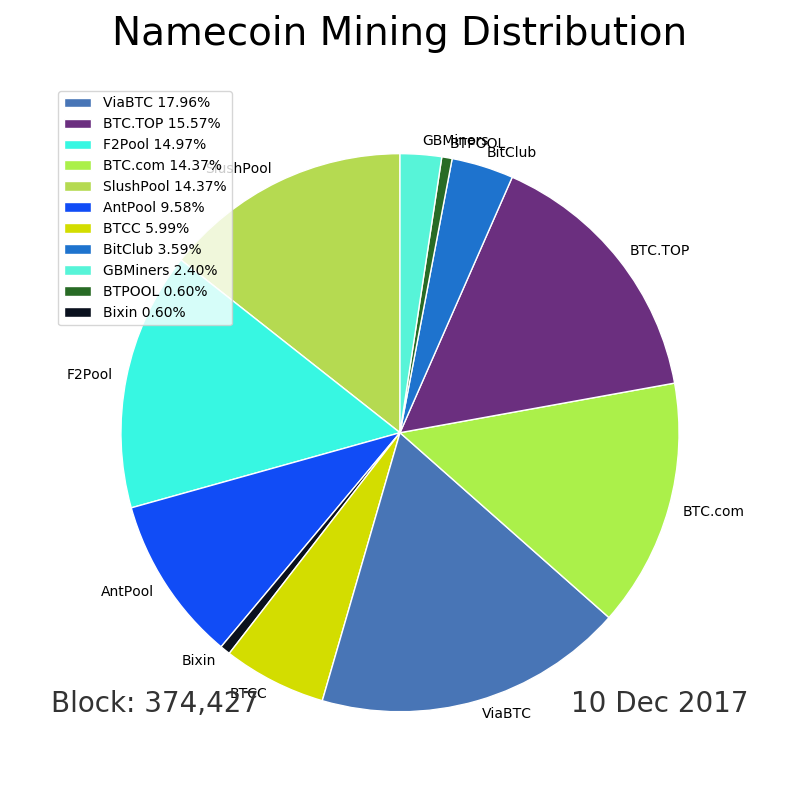 Namecoin Mining Distribution
ViaBTC 17.96%
BTC.TOP 15.57%
F2Pool 14.97%
BTC.com 14.37%
SlushPool 14.37%
AntPool 9.58%
BTCC 5.99%
BitClub 3.59%
GBMiners 2.40%
BTPOOL 0.60%
Bixin 0.60%
GBMiners
BTPOOL
BitClub
SlushPool
BTC.TOP
F2Pool
BTC.com
AntPool
Bixin
BTCC
ViaBTC
Block: 374,427
10 Dec 2017